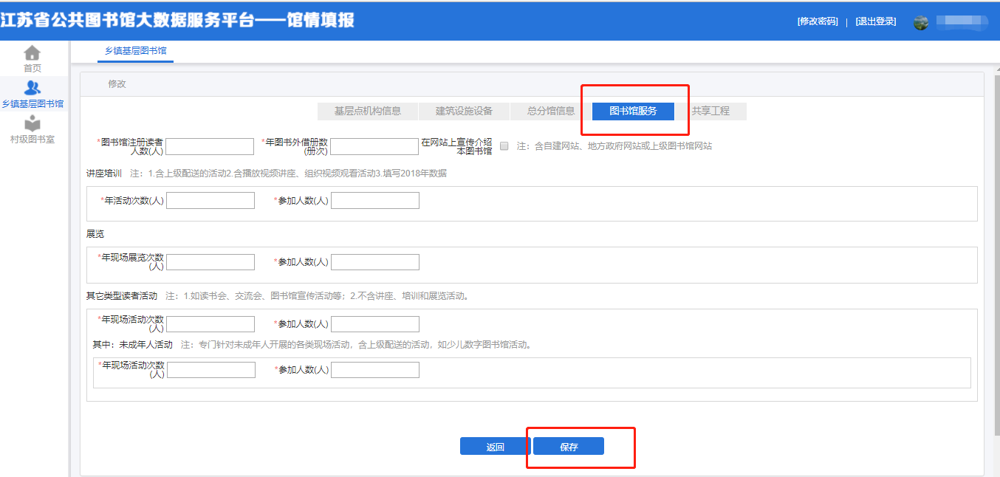 江苏省公共图书馆大数据服务平台——馆情填报
[修改密码] | [退出登录]
首页
乡镇基层图书馆
村级图书室
乡镇基层图书馆
修改
基层点机构信息 建筑设施设备 总分馆信息 图书馆服务 共享工程
*图书馆注册读者
人数(人)
*年图书外借册数
(册次)
在网站上宣传介绍
本图书馆
注：含自建网站、地方政府网站或上级图书馆网站
讲座培训 注：1.含上级配送的活动2.含播放视频讲座、组织视频观看活动3.填写2018年数据
*年活动次数(人) *参加人数(人)
展览
*年现场展览次数
(人)
*参加人数(人)
其它类型读者活动 注：1.如读书会、交流会、图书馆宣传活动等；2.不含讲座、培训和展览活动。
*年现场活动次数
(人)
*参加人数(人)
其中：未成年人活动 注：专门针对未成年人开展的各类现场活动，含上级配送的活动，如少儿数字图书馆活动。
*年现场活动次数
(人)
*参加人数(人)
返回 保存